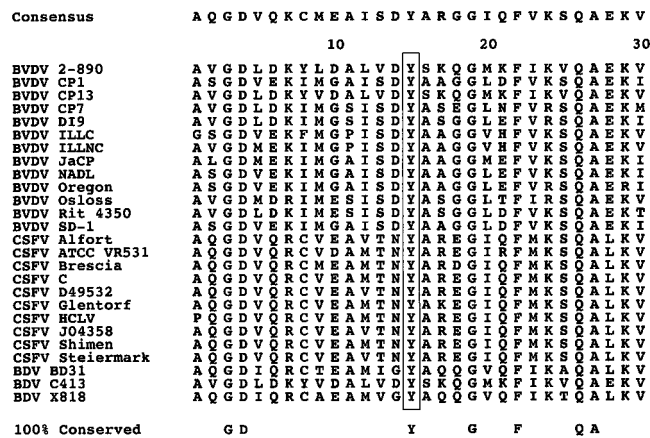 Consensus A Q G D V Q K C M E A I S D Y A R G G I Q F V K S Q A E K V
10 20 30
BVDV 2-890 A V G D L D K Y L D A L V D Y S K Q G M K F I K V Q A E K V
BVDV CP1 A S G D V E K I M G A I S D Y A A G G L D F V K S Q A E K I
BVDV CP13 A V G D L D K Y V D A L V D Y S K Q G M K F I K V Q A E K V
BVDV CP7 A V G D M E K I M G S I S D Y A S E G L N F V R S Q A E K M
BVDV DI9 A V G D M E K I M G S I S D Y A S G G L N F V R S Q A E K I
BVDV ILLC G S G D V E K F M G P I S D Y A A G G V H F V K S Q A E K I
BVDV ILLNC A V G D M E K I M G P I S D Y A A G G V H F V K S Q A E K I
BVDV JaCP A L G D M E K I M G A I S D Y A A G G M E F V K S Q A E K I
BVDV NADL A S G D V E K I M G A I S D Y A A G G L E F V K S Q A E K I
BVDV Oregon A S G D V E K I M G A I S D Y A A G G L E F V R S Q A E R I
BVDV Osloss A V G D M D R I M E S I S D Y A S G G L T F I R S Q A E K V
BVDV Rit 4350 A V G D L D K I M E S I S D Y A S G G L D F V K S Q A E K T
BVDV SD-1 A S G D V E K I M G A I S D Y A A G G L D F V K S Q A E K I
CSFV Alfort A Q G D V Q R C V E A V T N Y A R E G I Q F M K S Q A L K V
CSFV ATCC VR531 A Q G D V Q R C V D A M T N Y A R E G I R F M K S Q A L K V
CSFV Brescia A Q G D V Q R C M E A M T N Y A R D G I Q F M K S Q A L K V
CSFV C A Q G D V Q R C V E A M T N Y A R E G I Q F M K S Q A L K V
CSFV D49532 A Q G D V Q R C V E A V T N Y A R E G I Q F M K S Q A L K V
CSFV Glentorf A Q G D V Q R C V E A M T N Y A K E G I Q F M K S Q A L K V
CSFV HCLV P Q G D V Q R C V E A M T N Y A R E G I Q F M K S Q A L K V
CSFV J04358 A Q G D V Q R C V E A V T N Y A R E G I Q F M K S Q A L K V
CSFV Shimen A Q G D V Q R C V E A M T N Y A R E G I Q F M K S Q A L K V
CSFV Steiermark A Q G D V Q R C V E A V T N Y A R E G I Q F M K S Q A L K V
BDV BD31 A Q G D I Q R C T E A M I G Y A Q Q G V Q F I K A Q A L K V
BDV C413 A V G D L D K Y V D A L V D Y S K Q G M K F I K V Q A E K V
BDV X818 A Q G D I Q R C A E A M V G Y A Q Q G V Q F I K T Q A L K V
100% Conserved G D Y G F Q A